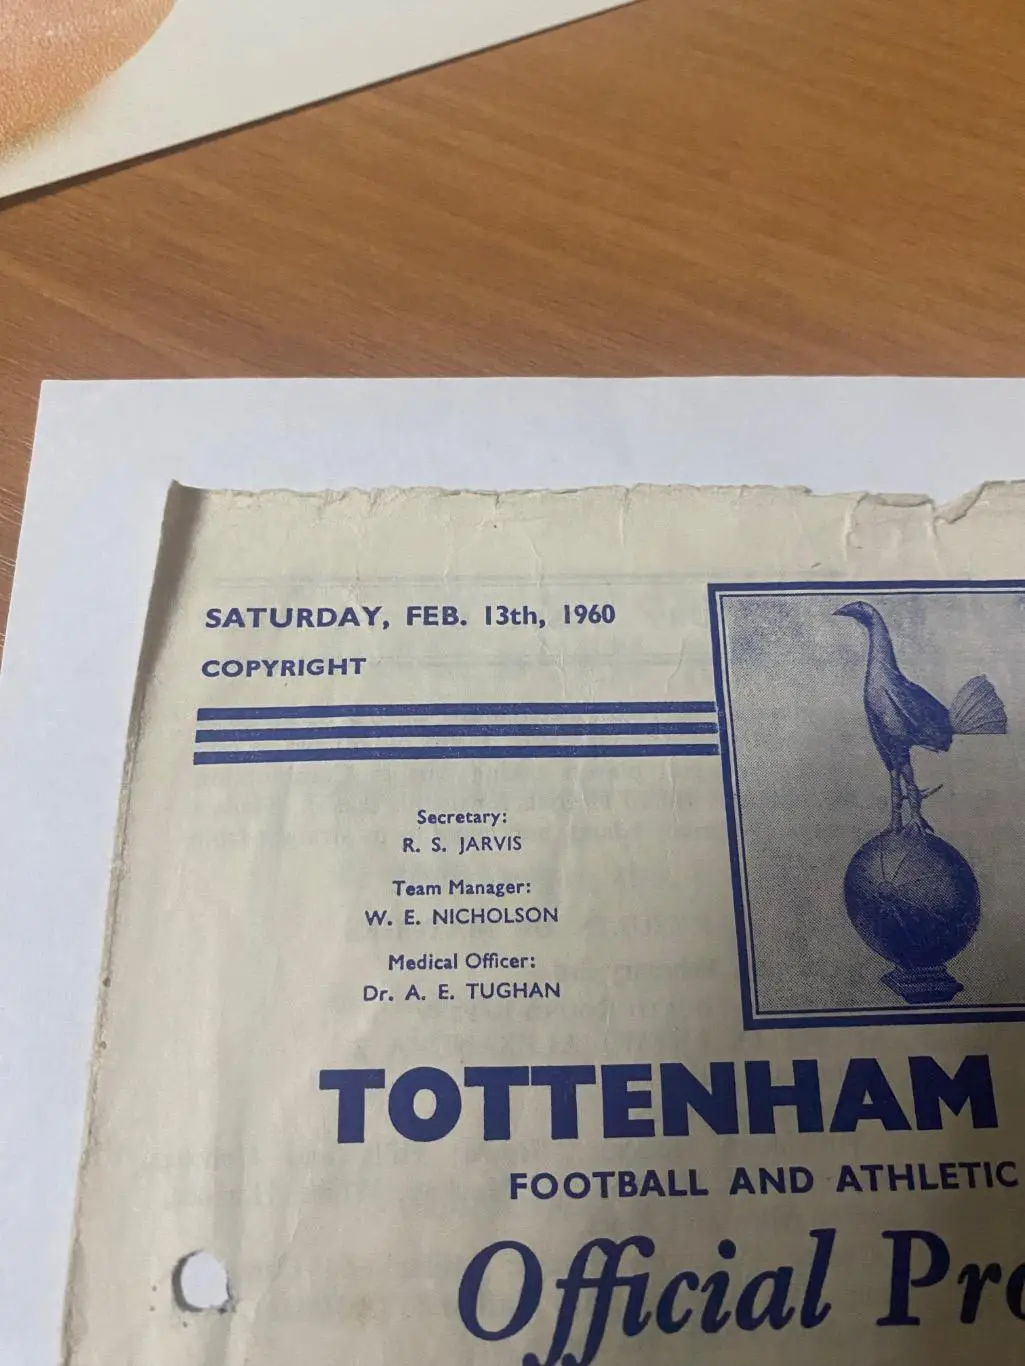 SATURDAY, FEB. 13th, 1960
COPYRIGHT
Secretary:
R. S. JARVIS
Team Manager:
W. E. NICHOLSON
Medical Officer:
Dr. A. E. TUGHAN
TOTTENHAM
FOOTBALL AND ATHLETIC
Official Pro